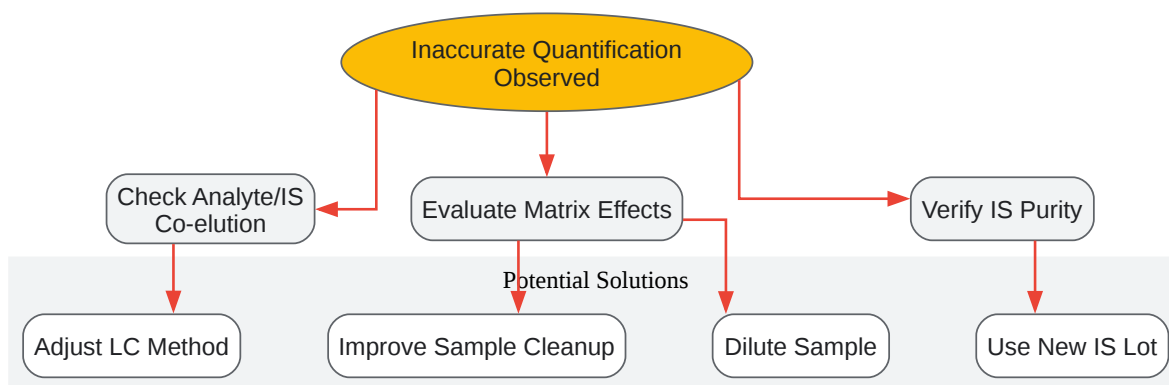 Inaccurate Quantification
Observed
Check Analyte/IS
Co-elution
Evaluate Matrix Effects
Verify IS Purity
Potential Solutions
Adjust LC Method
Improve Sample Cleanup
Dilute Sample
Use New IS Lot